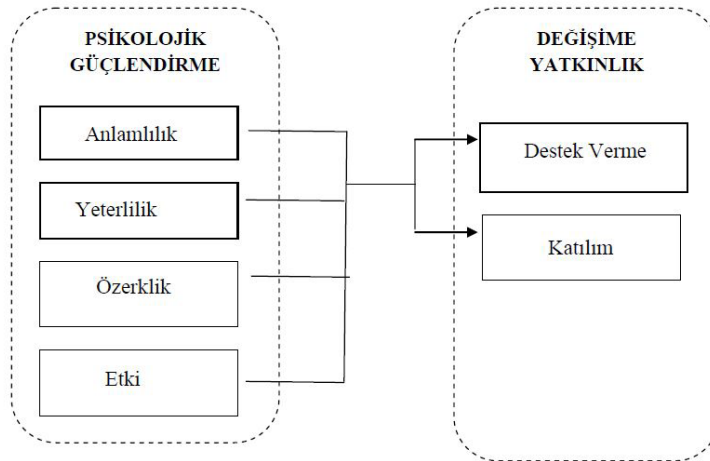 PSİKOLOJİK
GÜÇLENDİRME
Anlamlılık
Yeterlilik
Özerklik
Etki
DEĞİŞİME
YATKINLIK
Destek Verme
Katılım